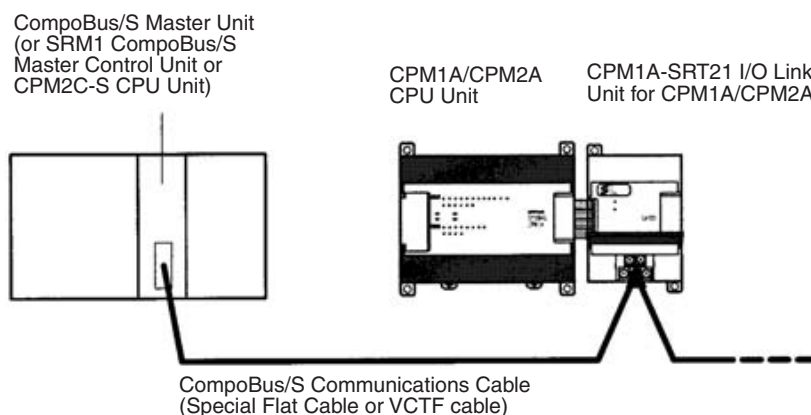 CompoBus/S Master Unit
(or SRM1 CompoBus/S
Master Control Unit or
CPM2C-S CPU Unit)
CPM1A/CPM2A
CPU Unit
CPM1A-SRT21 I/O Link
Unit for CPM1A/CPM2A
CompoBus/S Communications Cable
(Special Flat Cable or VCTF cable)